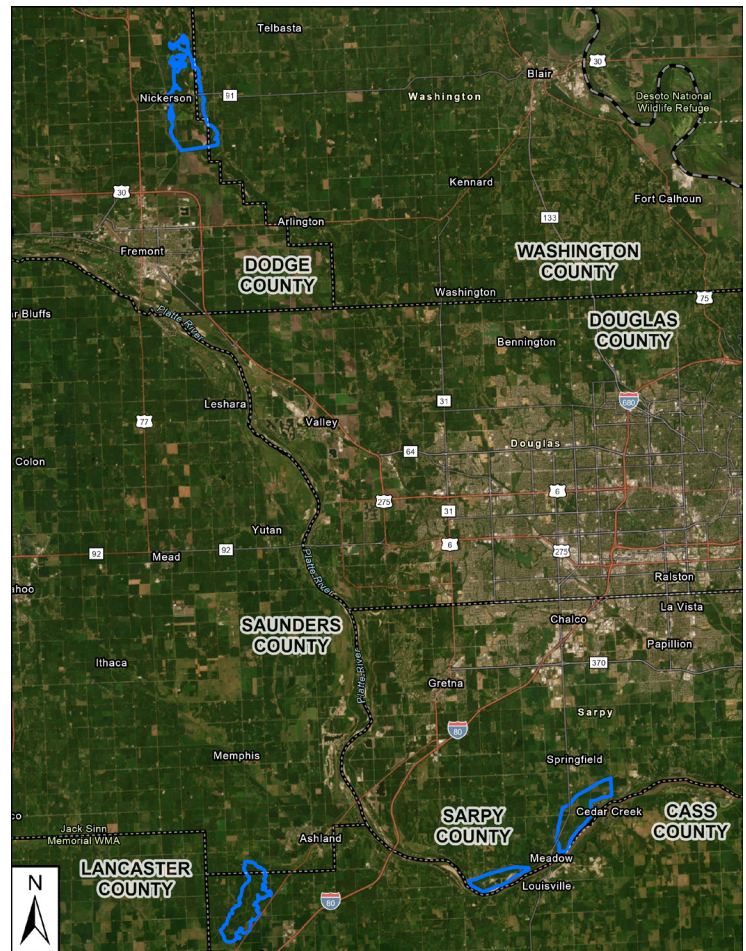 Telbasta
30
Blair
Washington
Desoto National
Wildlife Refuge
Nickerson
91
Kennard
30
Fort Calhoun
133
Arlington
Fremont
WASHINGTON
COUNTY
DODGE
COUNTY
Washington
75
Platte River
ar Bluffs
DOUGLAS
COUNTY
Bennington
Leshara
31
680
77
Valley
Douglas
64
Colon
6
275
31
Yutan
92
Mead
92
6
275
Platte River
Ralston
ahoo
La Vista
SAUNDERS
COUNTY
Chalco
Papillion
Ithaca
370
Platte River
Gretna
Sarpy
80
Memphis
Springfield
SARPY
COUNTY
Cedar Creek
CASS
COUNTY
co
Jack Sinn
Memorial WMA
Ashland
LANCASTER
COUNTY
Meadow
Louisville
N
80